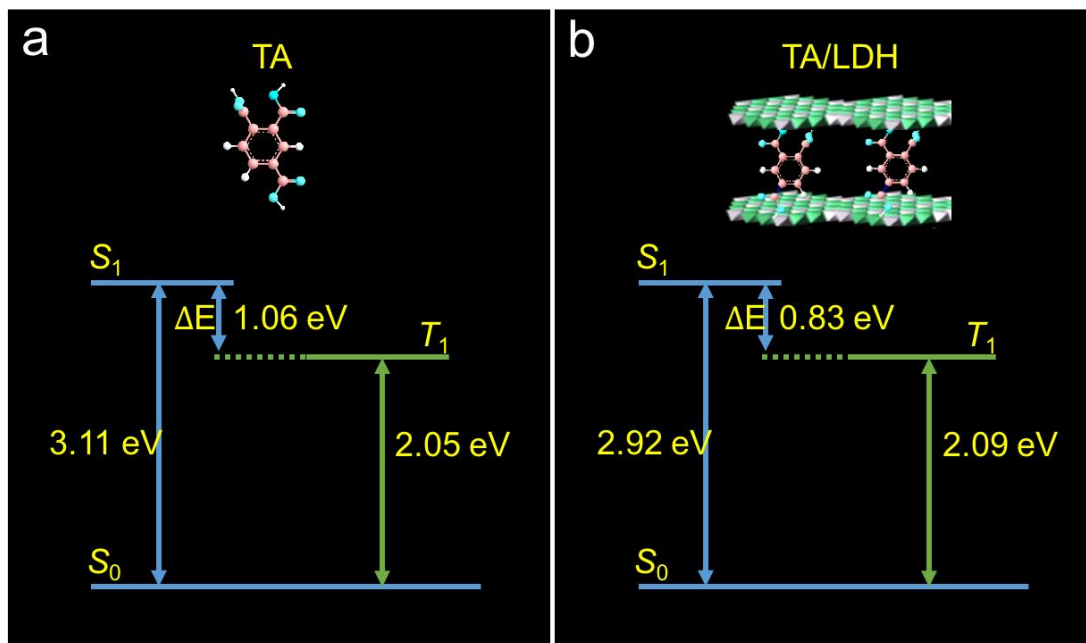 a
TA
S₁
ΔE 1.06 eV
T₁
3.11 eV
2.05 eV
S₀
b
TA/LDH
S₁
ΔE 0.83 eV
T₁
2.92 eV
2.09 eV
S₀